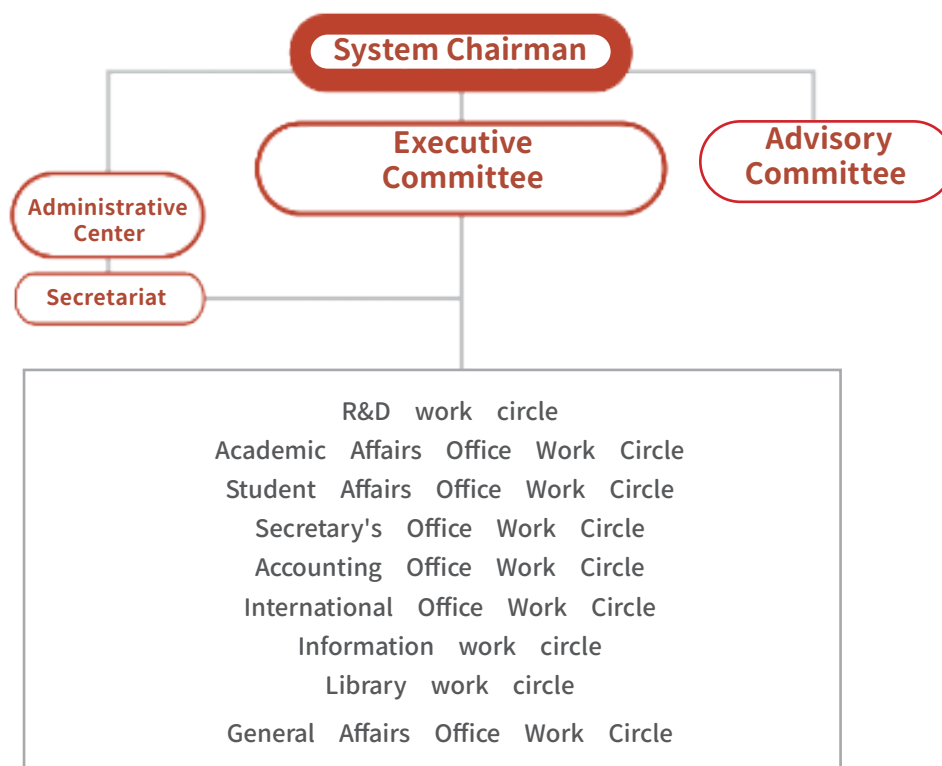 System Chairman
Executive
Committee
Advisory
Committee
Administrative
Center
Secretariat
R&D work circle
Academic Affairs Office Work Circle
Student Affairs Office Work Circle
Secretary's Office Work Circle
Accounting Office Work Circle
International Office Work Circle
Information work circle
Library work circle
General Affairs Office Work Circle